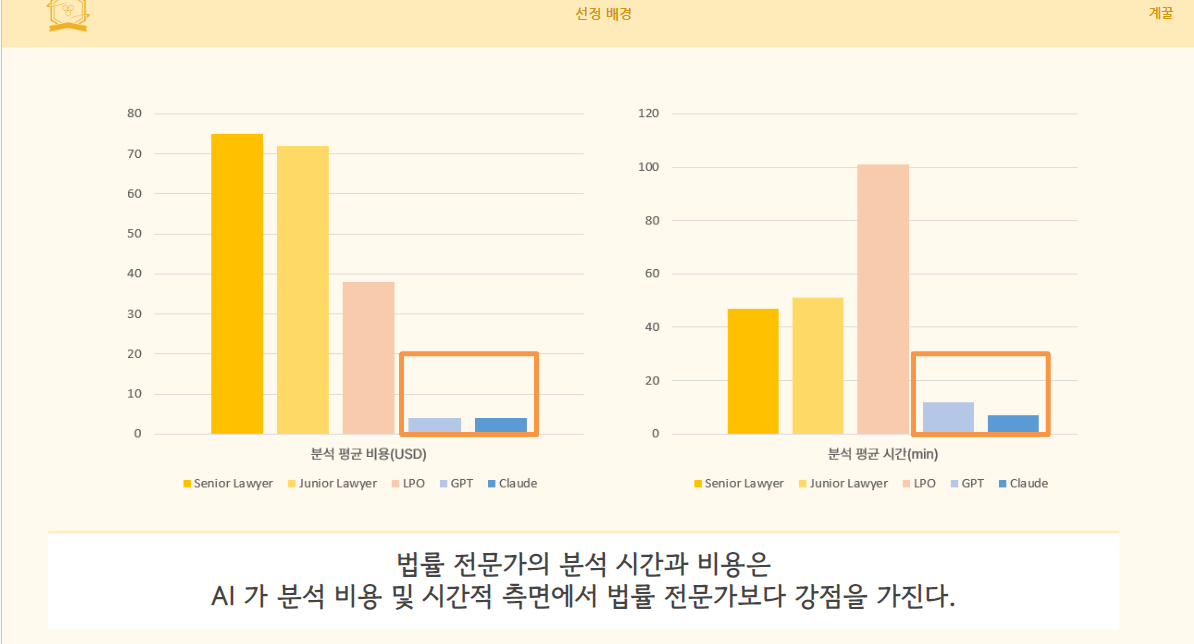 선정 배경
계꿀
80
70
60
50
40
30
20
10
0
분석 평균 비용(USD)
Senior Lawyer Junior Lawyer LPO GPT Claude
120
100
80
60
40
20
0
분석 평균 시간(min)
Senior Lawyer Junior Lawyer LPO GPT Claude
법률 전문가의 분석 시간과 비용은
AI 가 분석 비용 및 시간적 측면에서 법률 전문가보다 강점을 가진다.